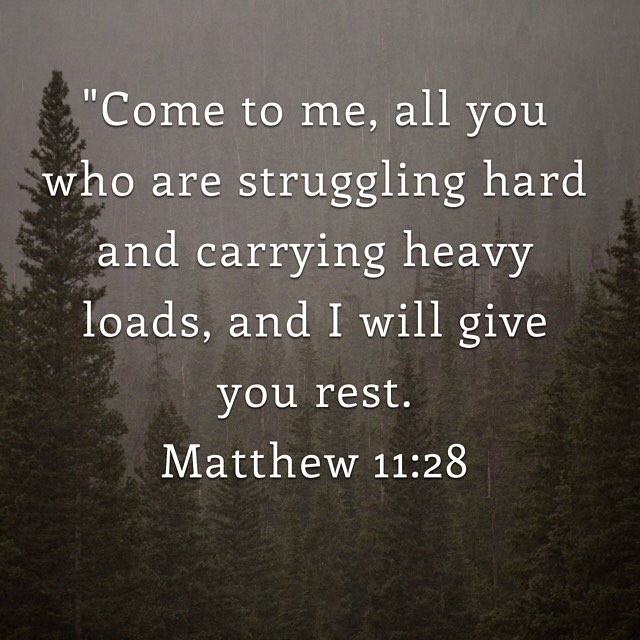 "Come to me, all you
who are struggling hard
and carrying heavy
loads, and I will give
you rest.
Matthew 11:28